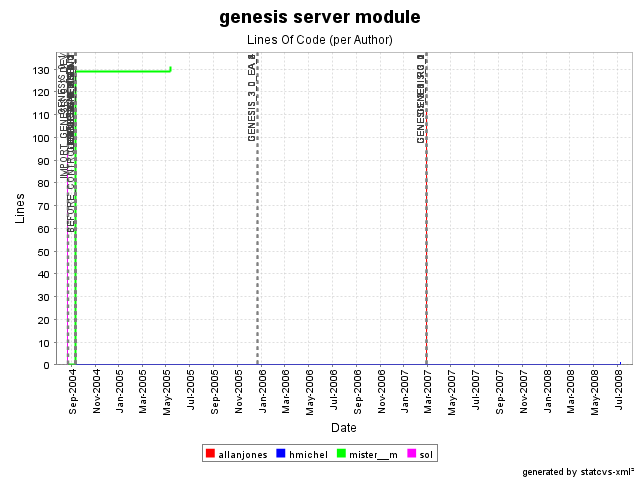 genesis server module
Lines Of Code (per Author)
130
120
110
100
90
80
70
60
50
40
30
20
10
0
Lines
GENESIS_3_0_EA
Sep-2004
Nov-2004
Jan-2005
Mar-2005
May-2005
Jul-2005
Sep-2005
Nov-2005
Jan-2006
Mar-2006
May-2006
Jul-2006
Sep-2006
Nov-2006
Jan-2007
Mar-2007
May-2007
Jul-2007
Sep-2007
Nov-2007
Jan-2008
Mar-2008
May-2008
Jul-2008
Date
allanjones hmichel mister__m sol
generated by statcvs-xml²